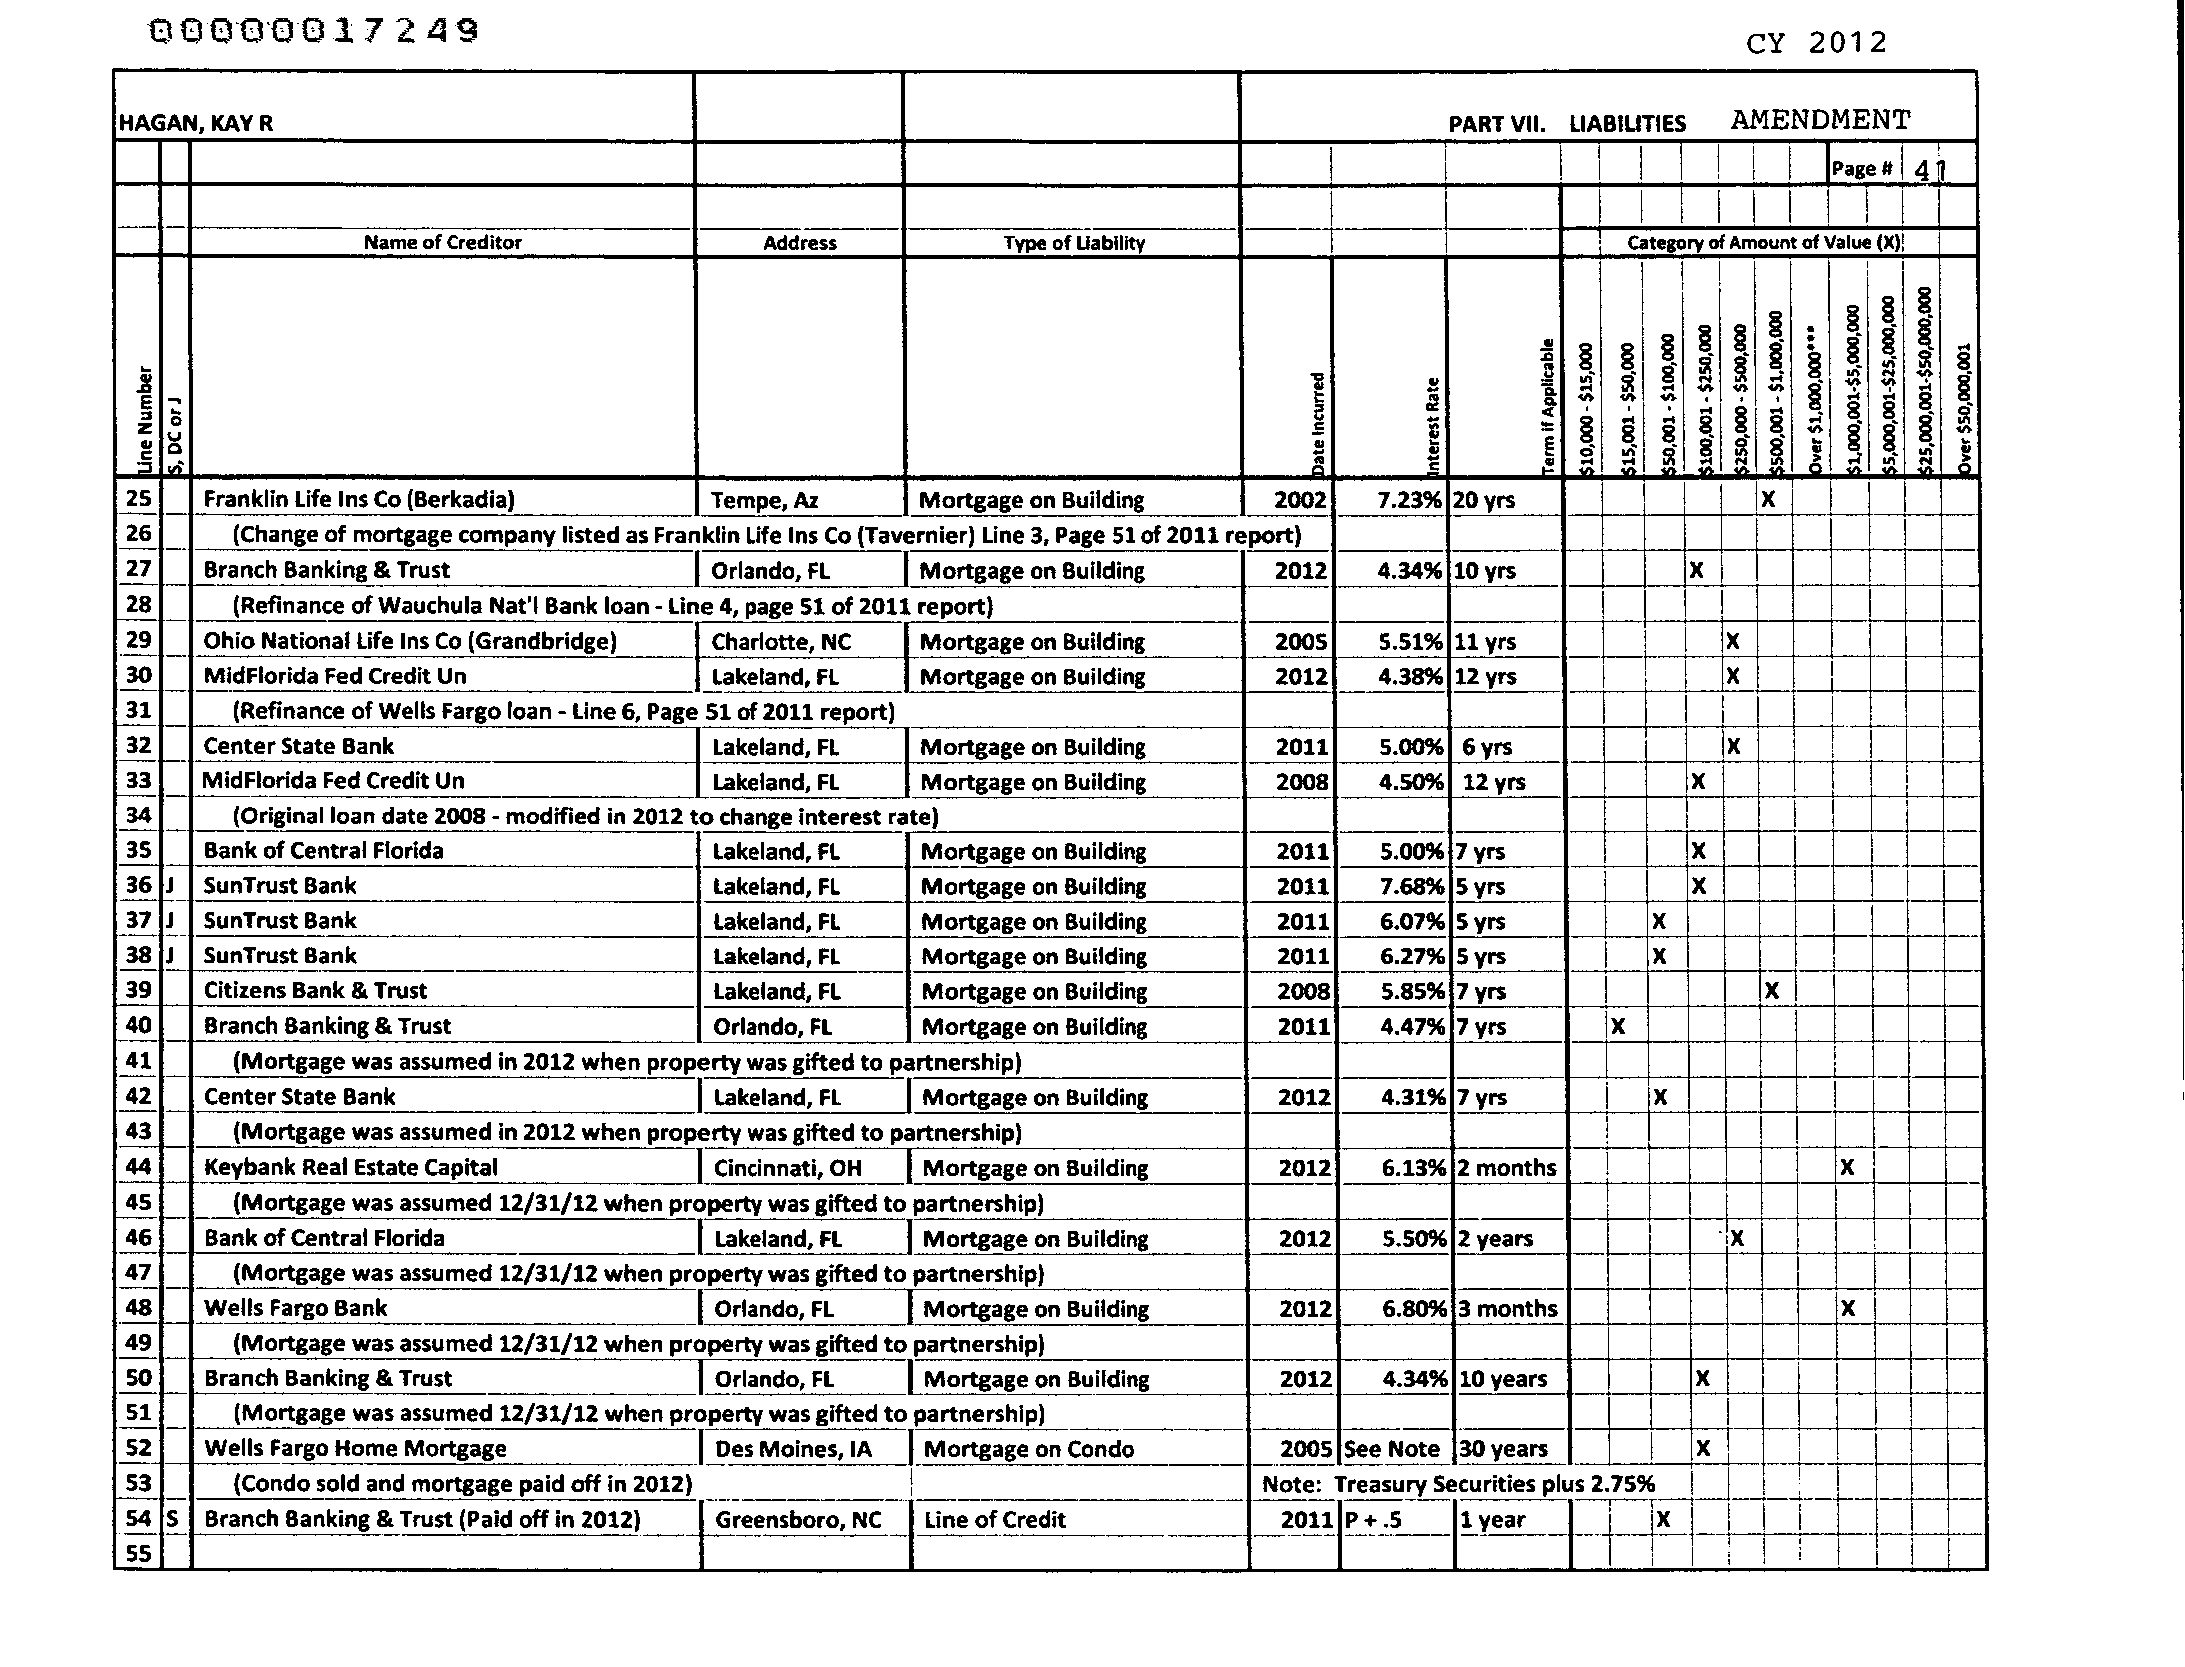 00000017249
CY 2012
HAGAN, KAY R PART VII. LIABILITIES AMENDMENT
Page # 41
Name of Creditor Address Type of Liability Category of Amount of Value (X)
Line Number S, DC or J Date Incurred Interest Rate Term if Applicable $10,000 - $15,000 $15,001 - $50,000 $50,001 - $100,000 $100,001 - $250,000 $250,000 - $500,000 $500,001 - $1,000,000 Over $1,000,000*** $1,000,001-$5,000,000 $5,000,001-$25,000,000 $25,000,001-$50,000,000 Over $50,000,001
25 Franklin Life Ins Co (Berkadia) Tempe, Az Mortgage on Building 2002 7.23% 20 yrs X
26 (Change of mortgage company listed as Franklin Life Ins Co (Tavernier) Line 3, Page 51 of 2011 report)
27 Branch Banking & Trust Orlando, FL Mortgage on Building 2012 4.34% 10 yrs X
28 (Refinance of Wauchula Nat'l Bank loan - Line 4, page 51 of 2011 report)
29 Ohio National Life Ins Co (Grandbridge) Charlotte, NC Mortgage on Building 2005 5.51% 11 yrs X
30 MidFlorida Fed Credit Un Lakeland, FL Mortgage on Building 2012 4.38% 12 yrs X
31 (Refinance of Wells Fargo loan - Line 6, Page 51 of 2011 report)
32 Center State Bank Lakeland, FL Mortgage on Building 2011 5.00% 6 yrs X
33 MidFlorida Fed Credit Un Lakeland, FL Mortgage on Building 2008 4.50% 12 yrs X
34 (Original loan date 2008 - modified in 2012 to change interest rate)
35 Bank of Central Florida Lakeland, FL Mortgage on Building 2011 5.00% 7 yrs X
36 J SunTrust Bank Lakeland, FL Mortgage on Building 2011 7.68% 5 yrs X
37 J SunTrust Bank Lakeland, FL Mortgage on Building 2011 6.07% 5 yrs X
38 J SunTrust Bank Lakeland, FL Mortgage on Building 2011 6.27% 5 yrs X
39 Citizens Bank & Trust Lakeland, FL Mortgage on Building 2008 5.85% 7 yrs X
40 Branch Banking & Trust Orlando, FL Mortgage on Building 2011 4.47% 7 yrs X
41 (Mortgage was assumed in 2012 when property was gifted to partnership)
42 Center State Bank Lakeland, FL Mortgage on Building 2012 4.31% 7 yrs X
43 (Mortgage was assumed in 2012 when property was gifted to partnership)
44 Keybank Real Estate Capital Cincinnati, OH Mortgage on Building 2012 6.13% 2 months X
45 (Mortgage was assumed 12/31/12 when property was gifted to partnership)
46 Bank of Central Florida Lakeland, FL Mortgage on Building 2012 5.50% 2 years X
47 (Mortgage was assumed 12/31/12 when property was gifted to partnership)
48 Wells Fargo Bank Orlando, FL Mortgage on Building 2012 6.80% 3 months X
49 (Mortgage was assumed 12/31/12 when property was gifted to partnership)
50 Branch Banking & Trust Orlando, FL Mortgage on Building 2012 4.34% 10 years X
51 (Mortgage was assumed 12/31/12 when property was gifted to partnership)
52 Wells Fargo Home Mortgage Des Moines, IA Mortgage on Condo 2005 See Note 30 years X
53 (Condo sold and mortgage paid off in 2012) Note: Treasury Securities plus 2.75%
54 S Branch Banking & Trust (Paid off in 2012) Greensboro, NC Line of Credit 2011 P + .5 1 year X
55